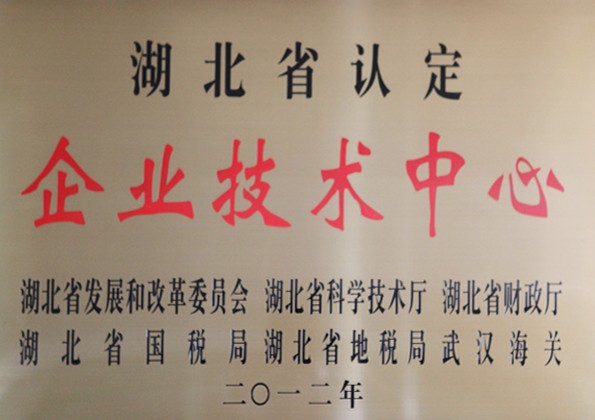 湖北省认定
企业技术中心
湖北省发展和改革委员会 湖北省科学技术厅 湖北省财政厅
湖北省国税局 湖北省地税局 武汉海关
二〇一二年